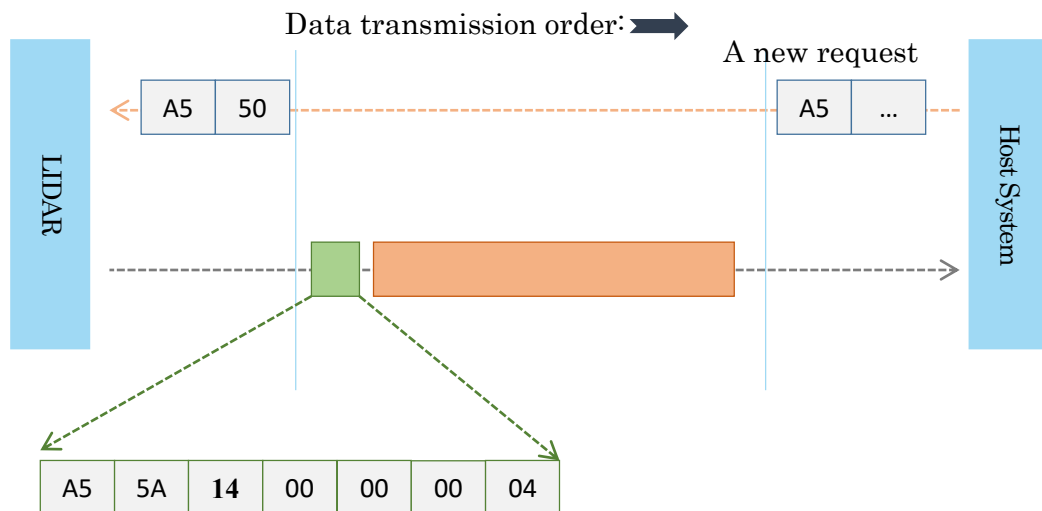 Data transmission order:
A new request
A5 50
A5 ...
LIDAR
Host System
A5 5A 14 00 00 00 04